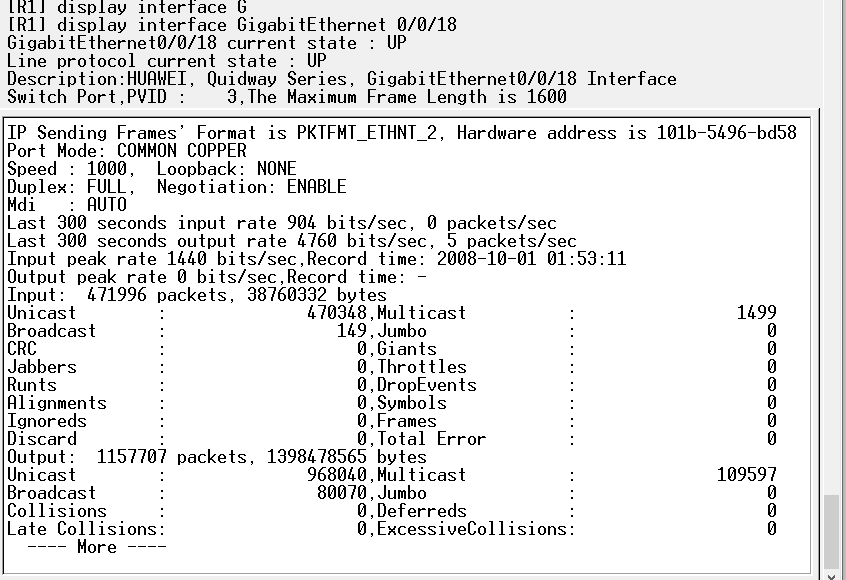 [R1] display interface G
[R1] display interface GigabitEthernet 0/0/18
GigabitEthernet0/0/18 current state : UP
Line protocol current state : UP
Description:HUAWEI, Quidway Series, GigabitEthernet0/0/18 Interface
Switch Port,PVID :    3,The Maximum Frame Length is 1600
IP Sending Frames' Format is PKTFMT_ETHNT_2, Hardware address is 101b-5496-bd58
Port Mode: COMMON COPPER
Speed : 1000,  Loopback: NONE
Duplex: FULL,  Negotiation: ENABLE
Mdi   : AUTO
Last 300 seconds input rate 904 bits/sec, 0 packets/sec
Last 300 seconds output rate 4760 bits/sec, 5 packets/sec
Input peak rate 1440 bits/sec,Record time: 2008-10-01 01:53:11
Output peak rate 0 bits/sec,Record time: -
Input:  471996 packets, 38760332 bytes
Unicast        :              470348,Multicast          :                1499
Broadcast      :                 149,Jumbo              :                   0
CRC            :                   0,Giants             :                   0
Jabbers        :                   0,Throttles          :                   0
Runts          :                   0,DropEvents         :                   0
Alignments     :                   0,Symbols            :                   0
Ignoreds       :                   0,Frames             :                   0
Discard        :                   0,Total Error        :                   0
Output:  1157707 packets, 1398478565 bytes
Unicast        :              968040,Multicast          :              109597
Broadcast      :               80070,Jumbo              :                   0
Collisions     :                   0,Deferreds          :                   0
Late Collisions:                   0,ExcessiveCollisions:                   0
  ---- More ----